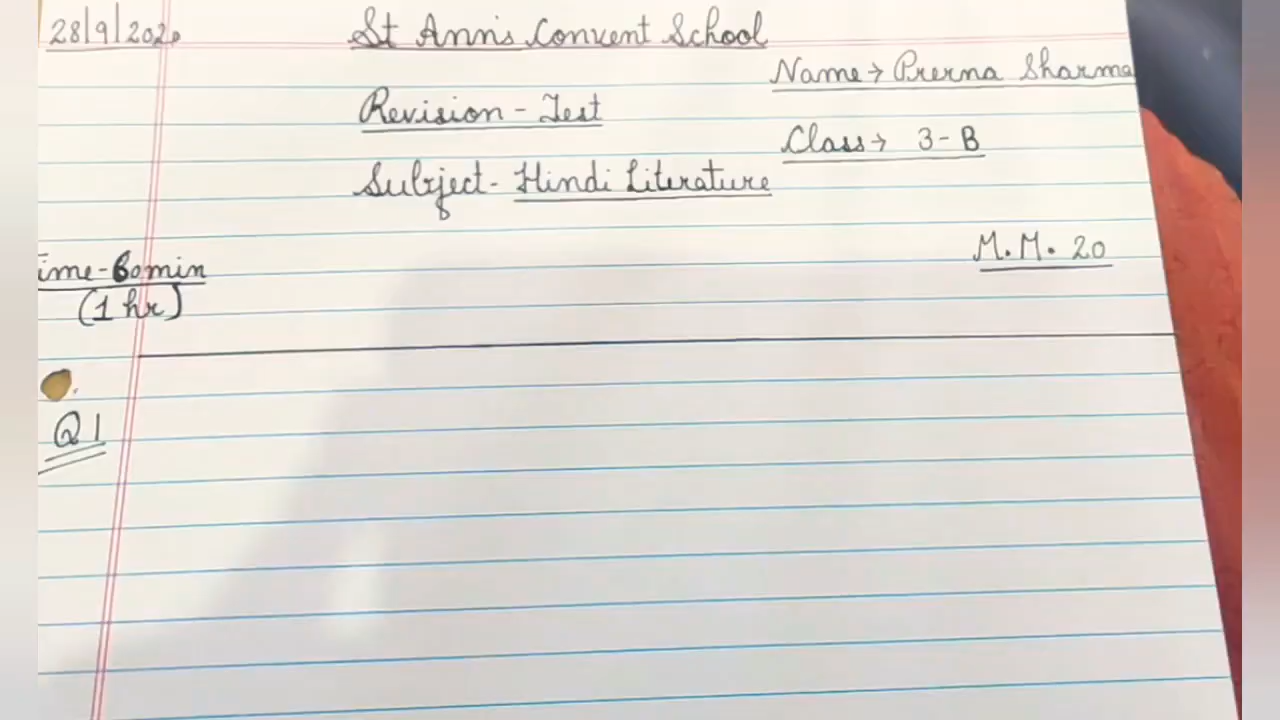 28/9/2020 St Ann's Convent School
Name → Prerna Sharma
Revision - Test
Class → 3 - B
Subject - Hindi Literature
M.M. 20
ime - 60 min
(1 hr)
Q1